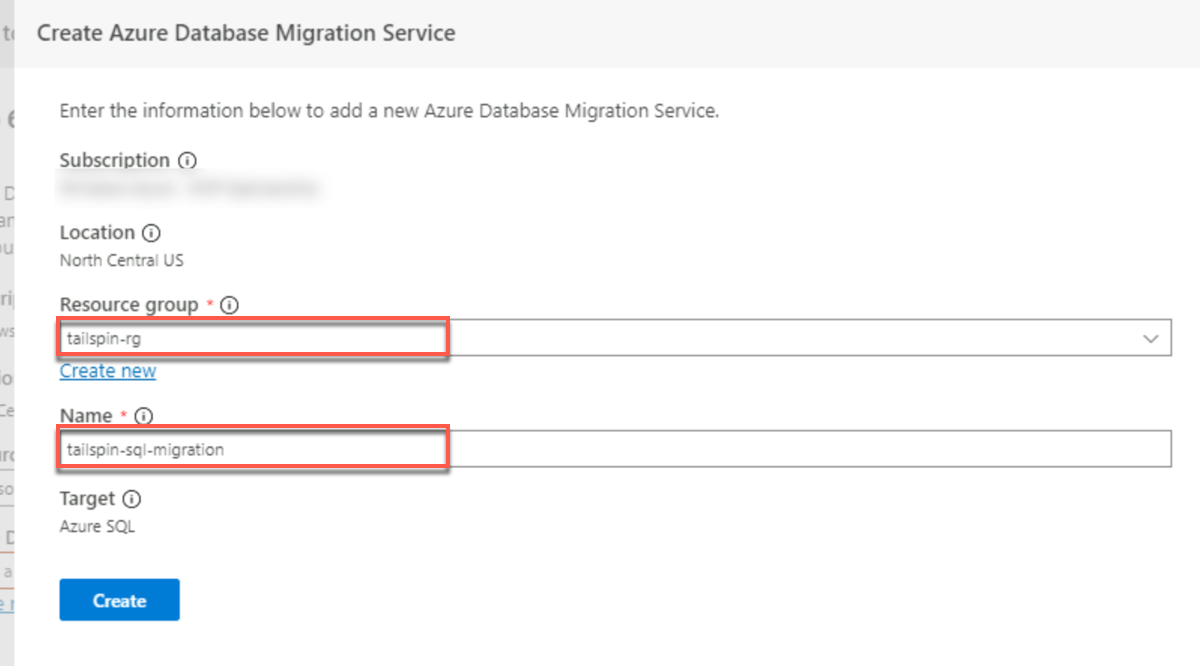 Create Azure Database Migration Service
Enter the information below to add a new Azure Database Migration Service.
Subscription
Location
North Central US
Resource group *
tailspin-rg
Create new
Name *
tailspin-sql-migration
Target
Azure SQL
Create